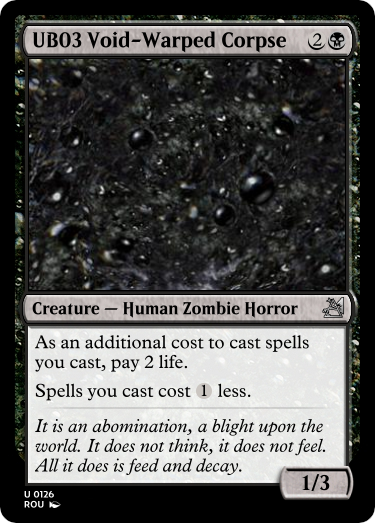 UB03 Void-Warped Corpse 2
Creature — Human Zombie Horror
As an additional cost to cast spells
you cast, pay 2 life.
Spells you cast cost 1 less.
It is an abomination, a blight upon the
world. It does not think, it does not feel.
All it does is feed and decay.
1/3
U 0126
ROU